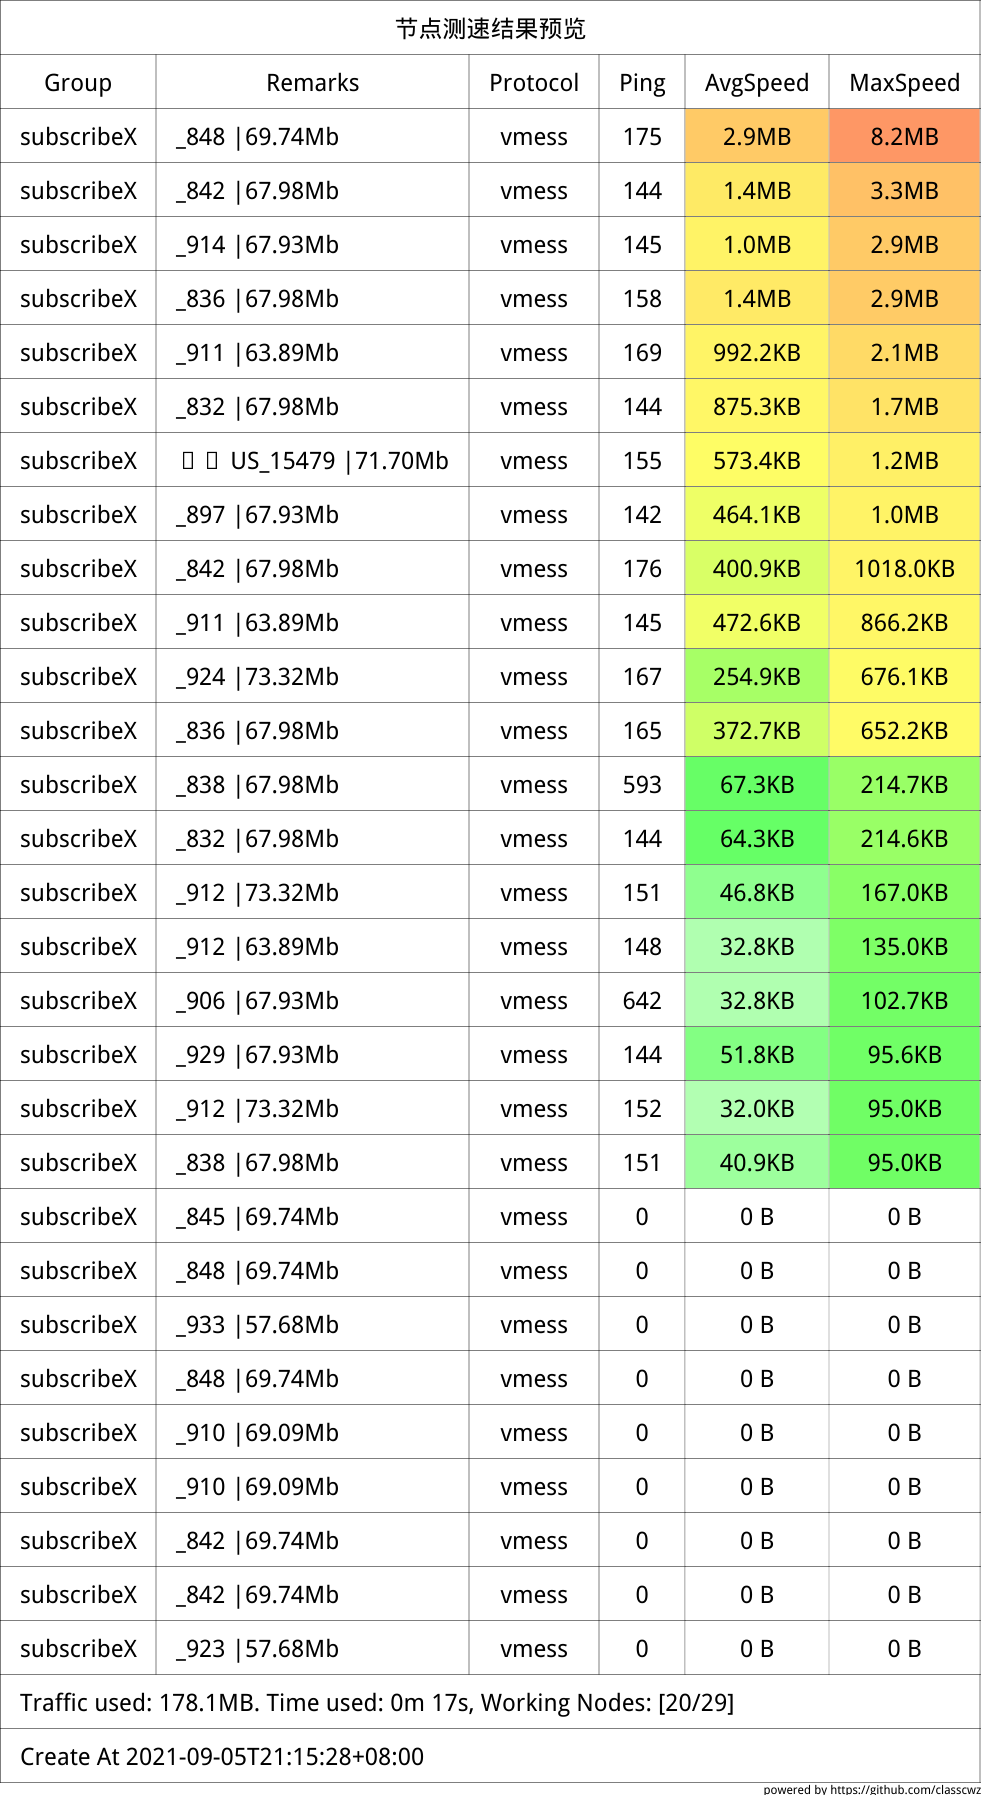 节点测速结果预览
Group Remarks Protocol Ping AvgSpeed MaxSpeed
subscribeX _848 |69.74Mb vmess 175 2.9MB 8.2MB
subscribeX _842 |67.98Mb vmess 144 1.4MB 3.3MB
subscribeX _914 |67.93Mb vmess 145 1.0MB 2.9MB
subscribeX _836 |67.98Mb vmess 158 1.4MB 2.9MB
subscribeX _911 |63.89Mb vmess 169 992.2KB 2.1MB
subscribeX _832 |67.98Mb vmess 144 875.3KB 1.7MB
subscribeX US_15479 |71.70Mb vmess 155 573.4KB 1.2MB
subscribeX _897 |67.93Mb vmess 142 464.1KB 1.0MB
subscribeX _842 |67.98Mb vmess 176 400.9KB 1018.0KB
subscribeX _911 |63.89Mb vmess 145 472.6KB 866.2KB
subscribeX _924 |73.32Mb vmess 167 254.9KB 676.1KB
subscribeX _836 |67.98Mb vmess 165 372.7KB 652.2KB
subscribeX _838 |67.98Mb vmess 593 67.3KB 214.7KB
subscribeX _832 |67.98Mb vmess 144 64.3KB 214.6KB
subscribeX _912 |73.32Mb vmess 151 46.8KB 167.0KB
subscribeX _912 |63.89Mb vmess 148 32.8KB 135.0KB
subscribeX _906 |67.93Mb vmess 642 32.8KB 102.7KB
subscribeX _929 |67.93Mb vmess 144 51.8KB 95.6KB
subscribeX _912 |73.32Mb vmess 152 32.0KB 95.0KB
subscribeX _838 |67.98Mb vmess 151 40.9KB 95.0KB
subscribeX _845 |69.74Mb vmess 0 0 B 0 B
subscribeX _848 |69.74Mb vmess 0 0 B 0 B
subscribeX _933 |57.68Mb vmess 0 0 B 0 B
subscribeX _848 |69.74Mb vmess 0 0 B 0 B
subscribeX _910 |69.09Mb vmess 0 0 B 0 B
subscribeX _910 |69.09Mb vmess 0 0 B 0 B
subscribeX _842 |69.74Mb vmess 0 0 B 0 B
subscribeX _842 |69.74Mb vmess 0 0 B 0 B
subscribeX _923 |57.68Mb vmess 0 0 B 0 B
Traffic used: 178.1MB. Time used: 0m 17s, Working Nodes: [20/29]
Create At 2021-09-05T21:15:28+08:00
powered by https://github.com/classcwz